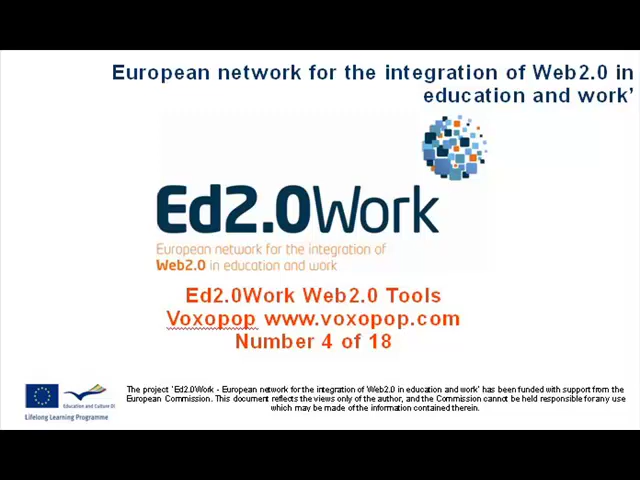 European network for the integration of Web2.0 in
education and work’
Ed2.0Work
European network for the integration of
Web2.0 in education and work
Ed2.0Work Web2.0 Tools
Voxopop www.voxopop.com
Number 4 of 18
The project 'Ed2.0Work - European network for the integration of Web2.0 in education and work' has been funded with support from the
European Commission. This document reflects the views only of the author, and the Commission cannot be held responsible for any use
which may be made of the information contained therein.
Education and Culture DG
Lifelong Learning Programme